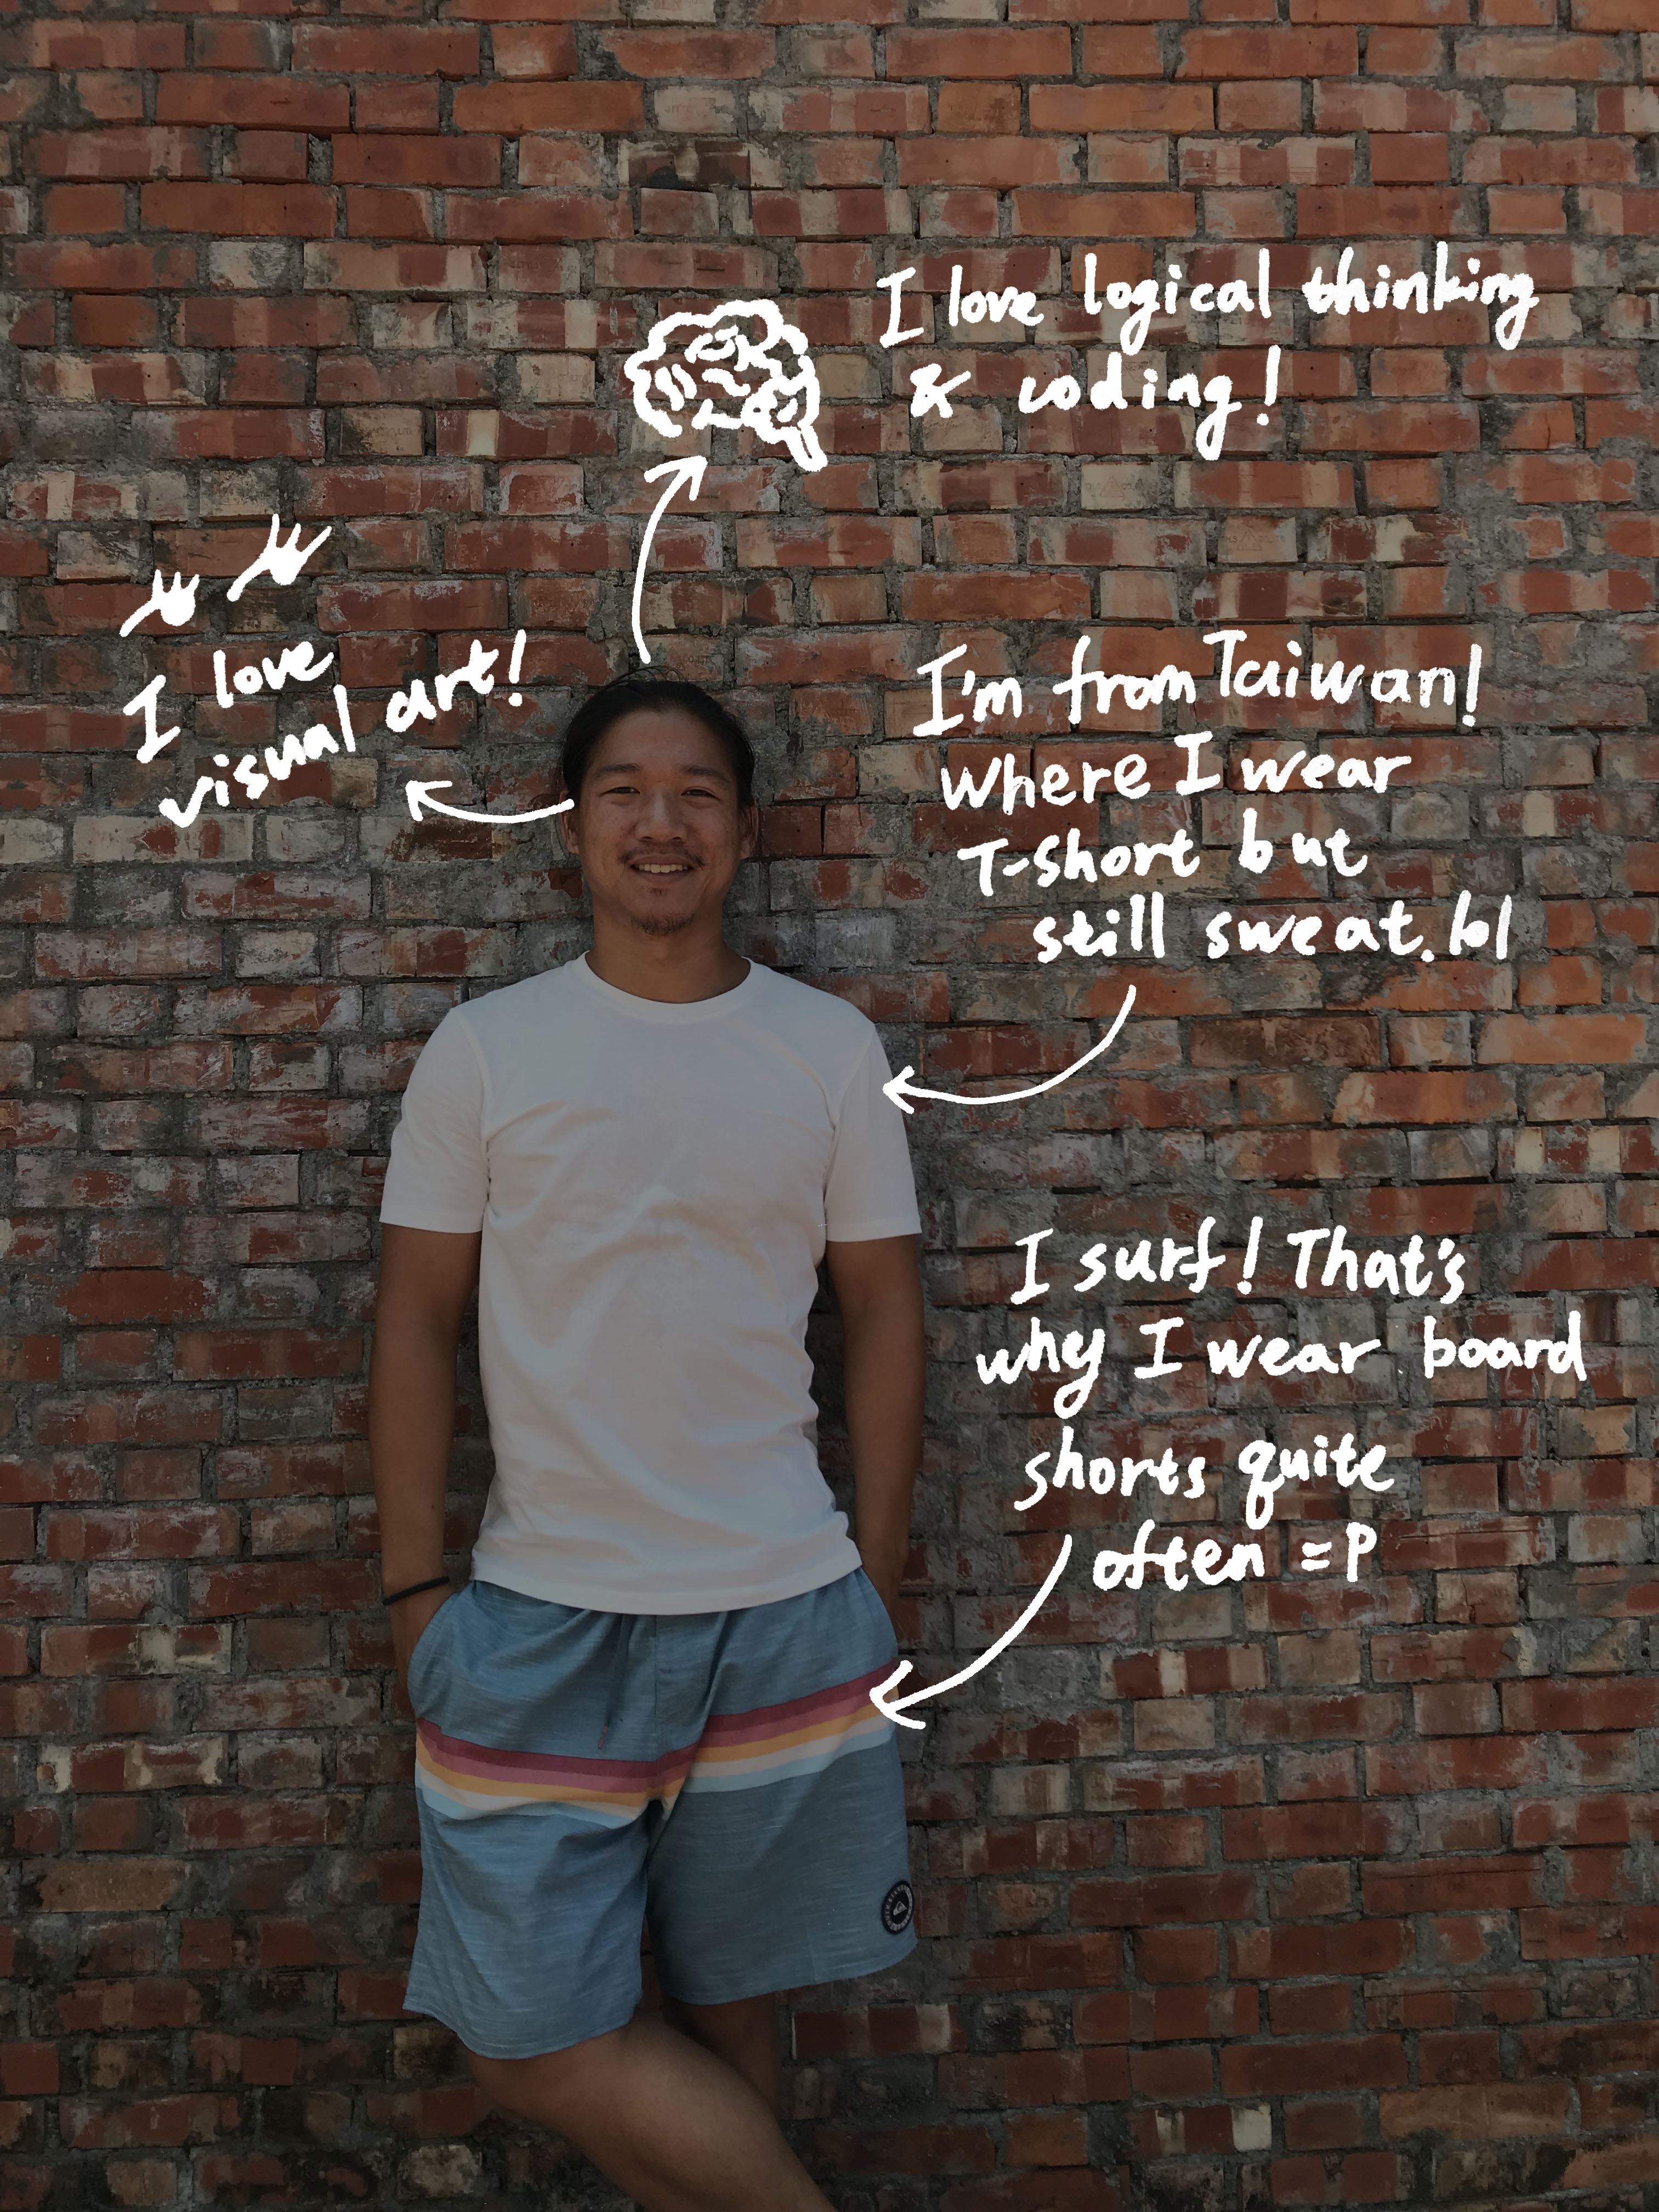 I love logical thinking
& coding!
I love
visual art!
I'm from Taiwan!
Where I wear
T-short but
still sweat. lol
I surf! That's
why I wear board
shorts quite
often =P